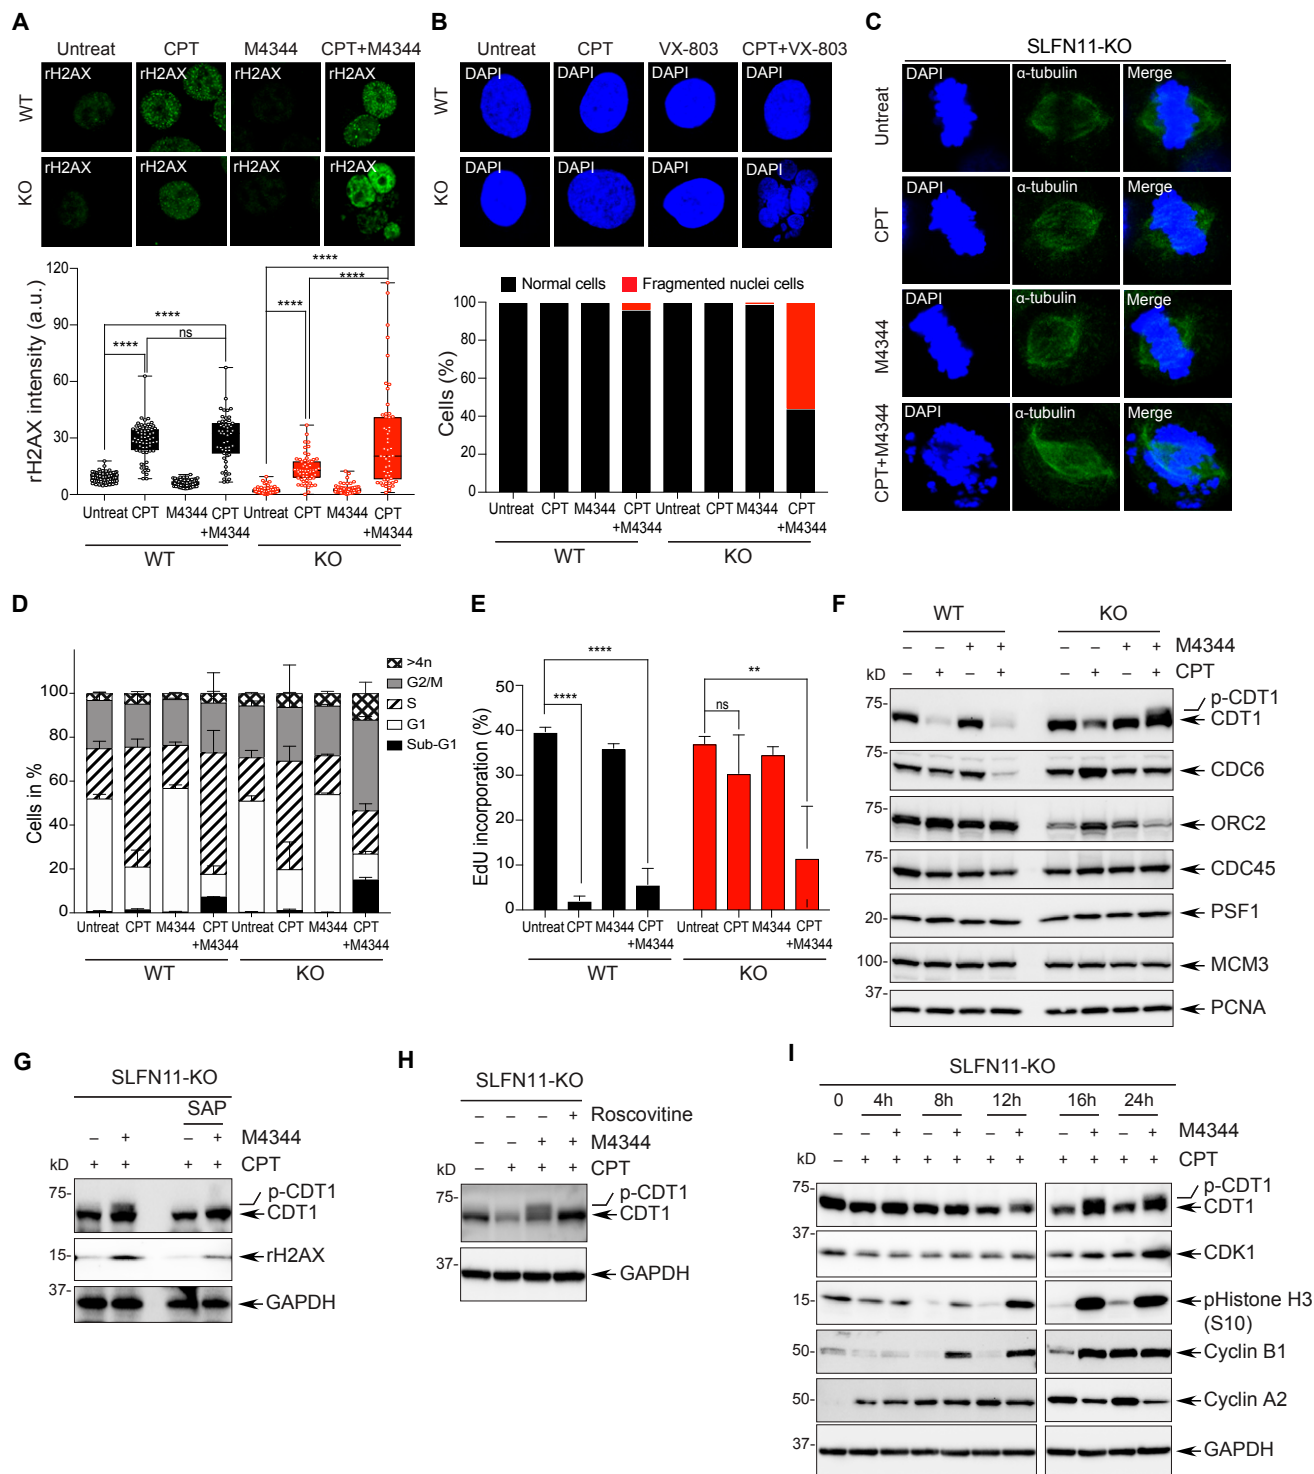 A
Untreat CPT M4344 CPT+M4344
WT
rH2AX rH2AX rH2AX rH2AX
KO
rH2AX rH2AX rH2AX rH2AX
rH2AX intensity (a.u.)
120
90
60
30
0
**** **** ns
**** **** ****
Untreat CPT M4344 CPT +M4344 Untreat CPT M4344 CPT +M4344
WT KO
B
Untreat CPT VX-803 CPT+VX-803
WT
DAPI DAPI DAPI DAPI
KO
DAPI DAPI DAPI DAPI
Normal cells Fragmented nuclei cells
Cells (%)
100
80
60
40
20
0
Untreat CPT M4344 CPT +M4344 Untreat CPT M4344 CPT +M4344
WT KO
C
SLFN11-KO
Untreat
DAPI α-tubulin Merge
CPT
DAPI α-tubulin Merge
M4344
DAPI α-tubulin Merge
CPT+M4344
DAPI α-tubulin Merge
D
Cells in %
100
80
60
40
20
0
>4n
G2/M
S
G1
Sub-G1
Untreat CPT M4344 CPT +M4344 Untreat CPT M4344 CPT +M4344
WT KO
E
EdU incorporation (%)
50
40
30
20
10
0
**** ****
ns **
Untreat CPT M4344 CPT +M4344 Untreat CPT M4344 CPT +M4344
WT KO
F
WT KO
– – + + – – + + M4344
– + – + – + – + CPT
kD
75- p-CDT1
CDT1
75- CDC6
75- ORC2
75- CDC45
20- PSF1
100- MCM3
37- PCNA
G
SLFN11-KO
SAP
– + – + M4344
+ + + + CPT
kD
75- p-CDT1
CDT1
15- rH2AX
37- GAPDH
H
SLFN11-KO
– – – + Roscovitine
– – + + M4344
– + + + CPT
kD
75- p-CDT1
CDT1
37- GAPDH
I
SLFN11-KO
0 4h 8h 12h 16h 24h
– – + – + – + – + – + M4344
– + + + + + + + + + + CPT
kD
75- p-CDT1
CDT1
37- CDK1
15- pHistone H3
(S10)
50- Cyclin B1
50- Cyclin A2
37- GAPDH